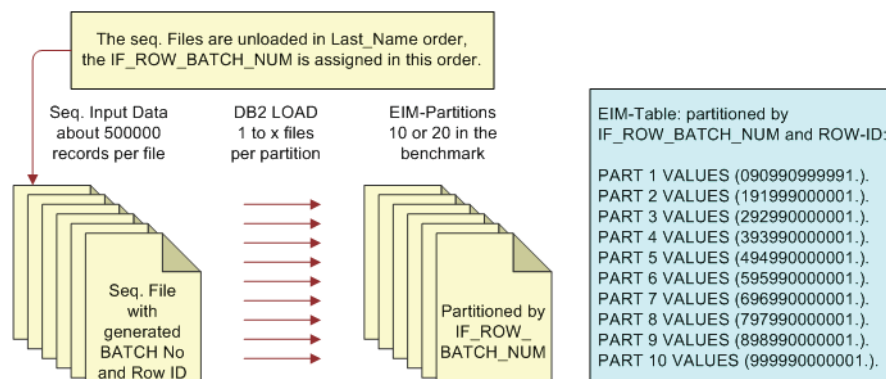 The seq. Files are unloaded in Last_Name order,
the IF_ROW_BATCH_NUM is assigned in this order.
Seq. Input Data
about 500000
records per file
DB2 LOAD
1 to x files
per partition
EIM-Partitions
10 or 20 in the
benchmark
Seq. File
with
generated
BATCH No
and Row ID
Partitioned by
IF_ROW_
BATCH_NUM
EIM-Table: partitioned by
IF_ROW_BATCH_NUM and ROW-ID:
PART 1 VALUES (090990999991.).
PART 2 VALUES (191999000001.).
PART 3 VALUES (292990000001.).
PART 4 VALUES (393990000001.).
PART 5 VALUES (494990000001.).
PART 6 VALUES (595990000001.).
PART 7 VALUES (696990000001.).
PART 8 VALUES (797990000001.).
PART 9 VALUES (898990000001.).
PART 10 VALUES (999990000001.).